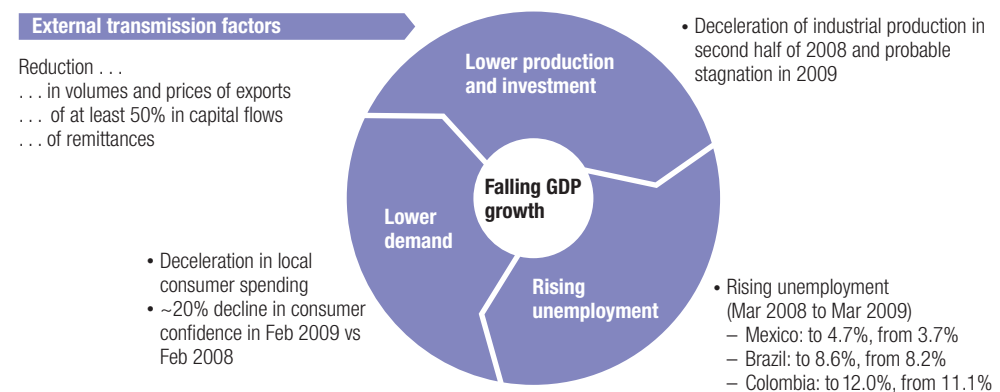 External transmission factors
Reduction . . .
. . . in volumes and prices of exports
. . . of at least 50% in capital flows
. . . of remittances
Lower production
and investment
• Deceleration of industrial production in
second half of 2008 and probable
stagnation in 2009
Falling GDP
growth
Lower
demand
• Deceleration in local
consumer spending
• ~20% decline in consumer
confidence in Feb 2009 vs
Feb 2008
Rising
unemployment
• Rising unemployment
(Mar 2008 to Mar 2009)
– Mexico: to 4.7%, from 3.7%
– Brazil: to 8.6%, from 8.2%
– Colombia: to 12.0%, from 11.1%